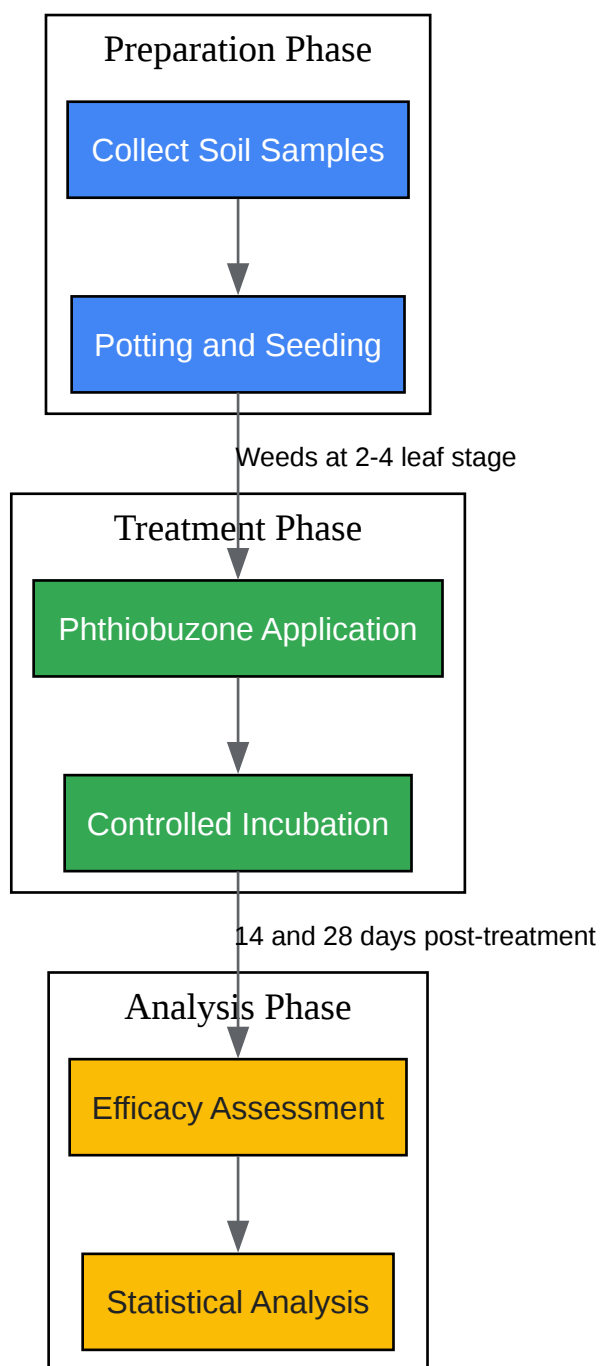 Preparation Phase
Collect Soil Samples
Potting and Seeding
Weeds at 2-4 leaf stage
Treatment Phase
Phthiobuzone Application
Controlled Incubation
14 and 28 days post-treatment
Analysis Phase
Efficacy Assessment
Statistical Analysis